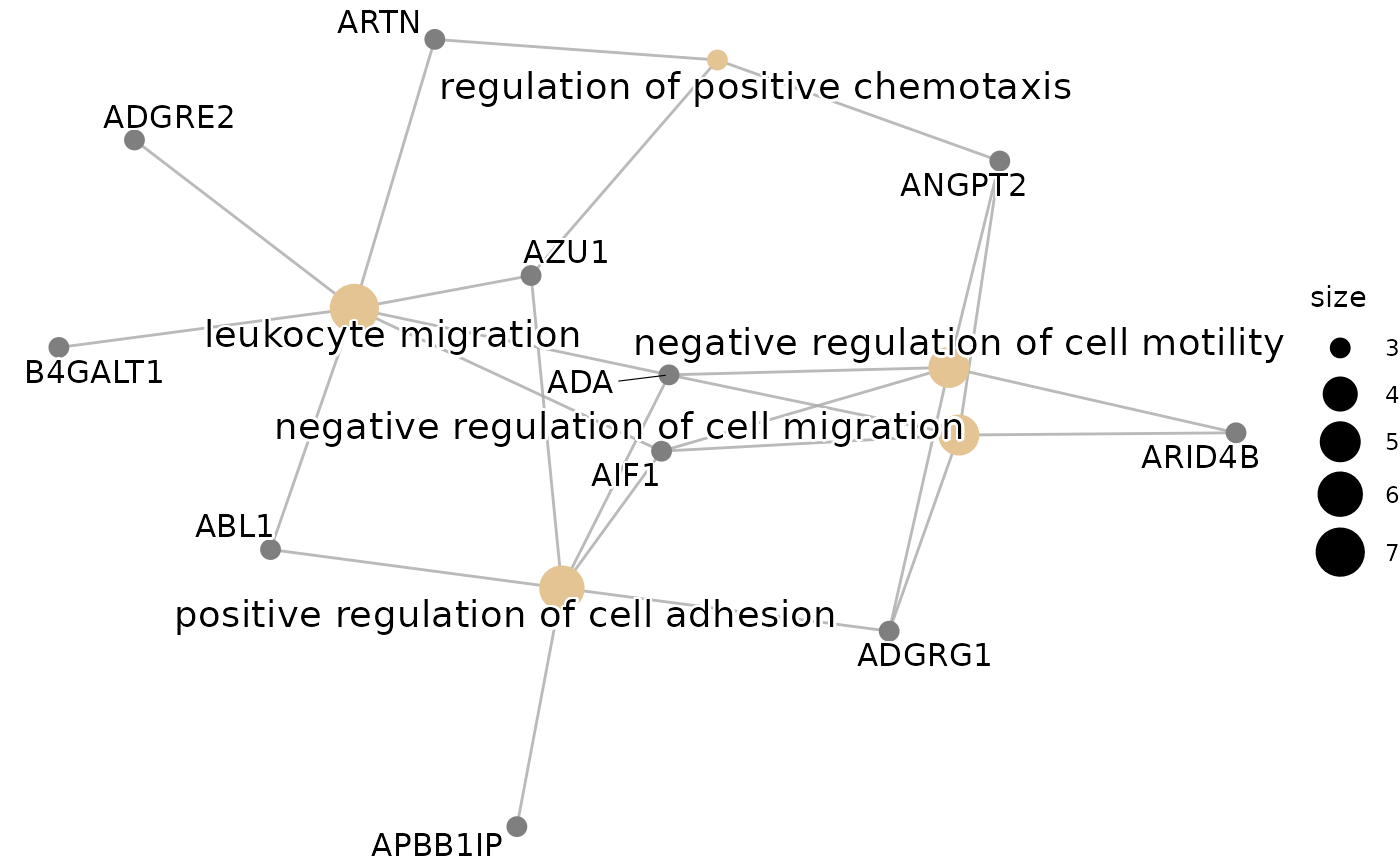 ARTN
regulation of positive chemotaxis
ADGRE2
ANGPT2
AZU1
size
leukocyte migration
negative regulation of cell motility
3
B4GALT1
ADA
4
negative regulation of cell migration
5
ARID4B
AIF1
6
ABL1
7
positive regulation of cell adhesion
ADGRG1
APBB1IP